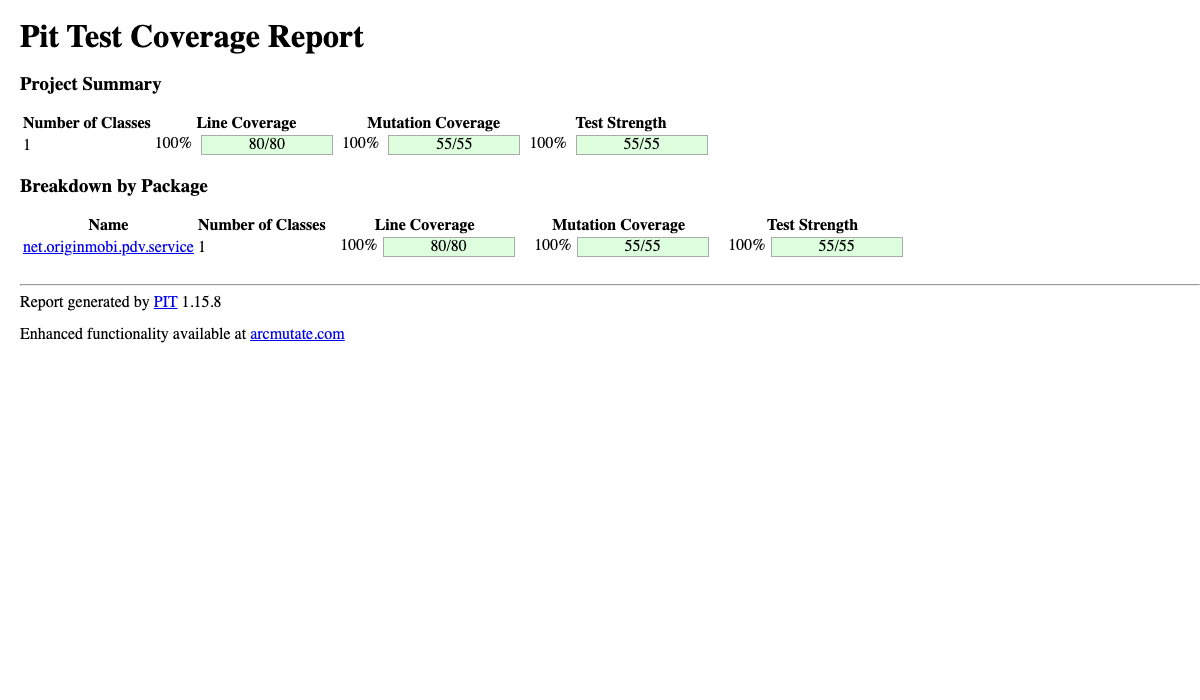 Pit Test Coverage Report
Project Summary
Number of Classes Line Coverage Mutation Coverage Test Strength
1 100% 80/80 100% 55/55 100% 55/55
Breakdown by Package
Name Number of Classes Line Coverage Mutation Coverage Test Strength
net.originmobi.pdv.service 1 100% 80/80 100% 55/55 100% 55/55
Report generated by PIT 1.15.8
Enhanced functionality available at arcmutate.com